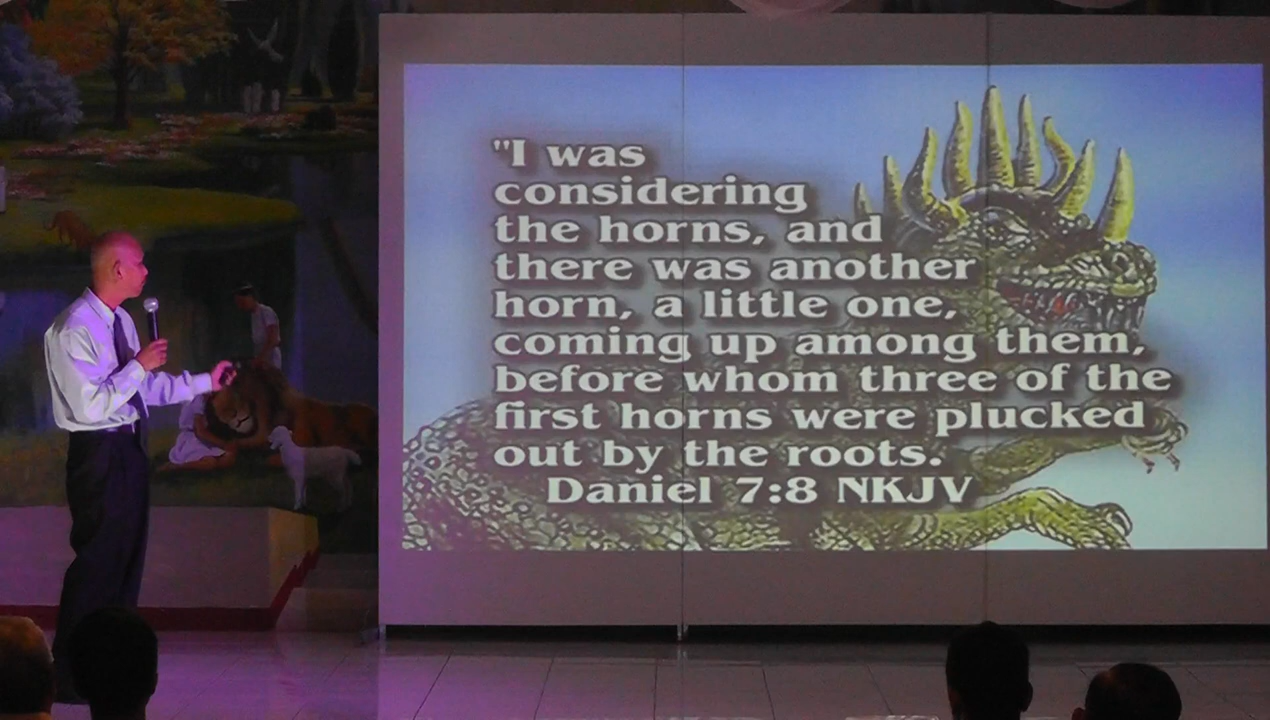 "I was
considering
the horns, and
there was another
horn, a little one,
coming up among them,
before whom three of the
first horns were plucked
out by the roots.
Daniel 7:8 NKJV